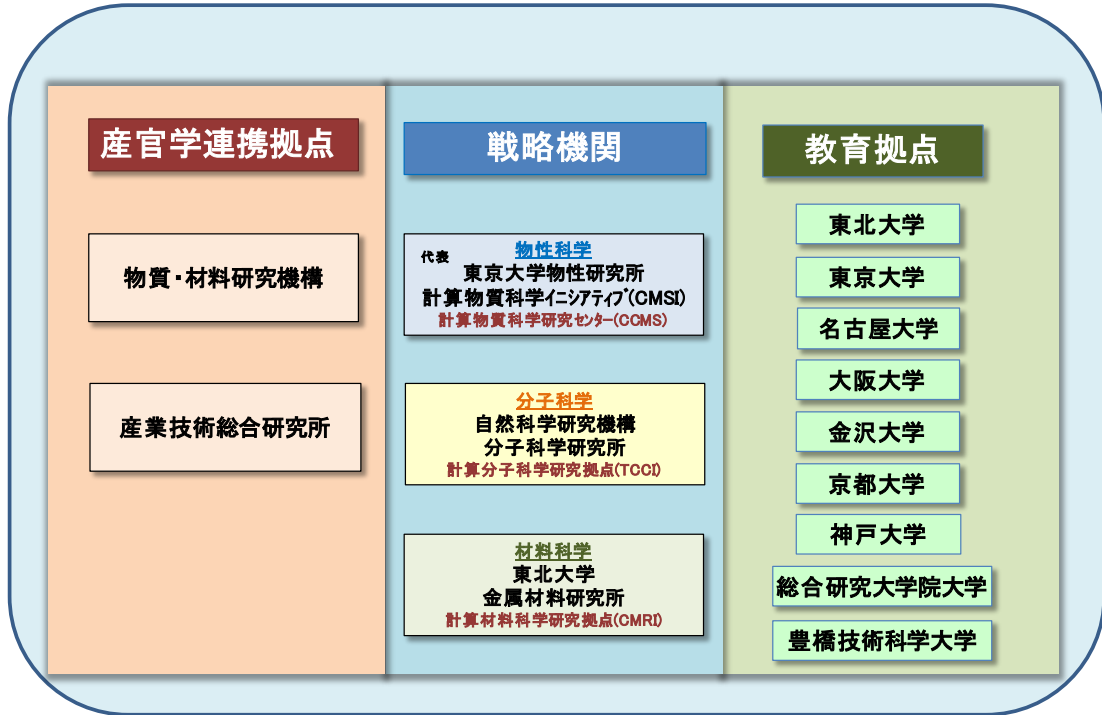 産官学連携拠点
物質・材料研究機構
産業技術総合研究所
戦略機関
代表 物性科学
東京大学物性研究所
計算物質科学ｲﾆｼｱﾃｨﾌﾞ(CMSI)
計算物質科学研究ｾﾝﾀｰ(CCMS)
分子科学
自然科学研究機構
分子科学研究所
計算分子科学研究拠点(TCCI)
材料科学
東北大学
金属材料研究所
計算材料科学研究拠点(CMRI)
教育拠点
東北大学
東京大学
名古屋大学
大阪大学
金沢大学
京都大学
神戸大学
総合研究大学院大学
豊橋技術科学大学